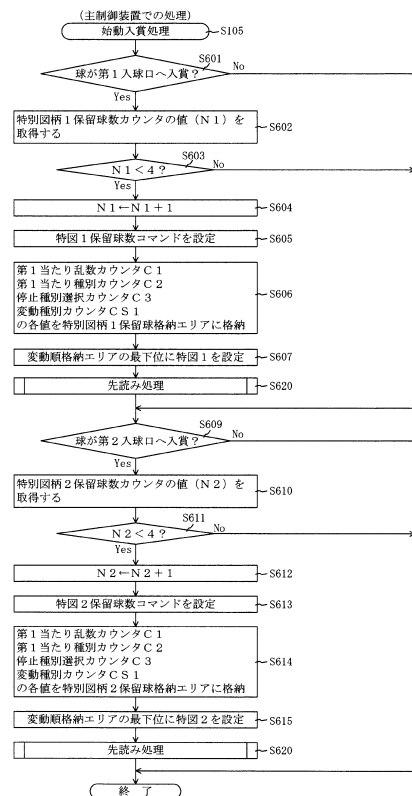 （主制御装置での処理）
始動入賞処理
S105
S601
球が第１入球口へ入賞？
No
Yes
特別図柄１保留球数カウンタの値（Ｎ１）を
取得する
S602
S603
Ｎ１＜４？
No
Yes
Ｎ１←Ｎ１＋１
S604
特図１保留球数コマンドを設定
S605
第１当たり乱数カウンタＣ１
第１当たり種別カウンタＣ２
停止種別選択カウンタＣ３
変動種別カウンタＣＳ１
の各値を特別図柄１保留球格納エリアに格納
S606
変動順格納エリアの最下位に特図１を設定
S607
先読み処理
S620
S609
球が第２入球口へ入賞？
No
Yes
特別図柄２保留球数カウンタの値（Ｎ２）を
取得する
S610
S611
Ｎ２＜４？
No
Yes
Ｎ２←Ｎ２＋１
S612
特図２保留球数コマンドを設定
S613
第１当たり乱数カウンタＣ１
第１当たり種別カウンタＣ２
停止種別選択カウンタＣ３
変動種別カウンタＣＳ１
の各値を特別図柄２保留球格納エリアに格納
S614
変動順格納エリアの最下位に特図２を設定
S615
先読み処理
S620
終 了